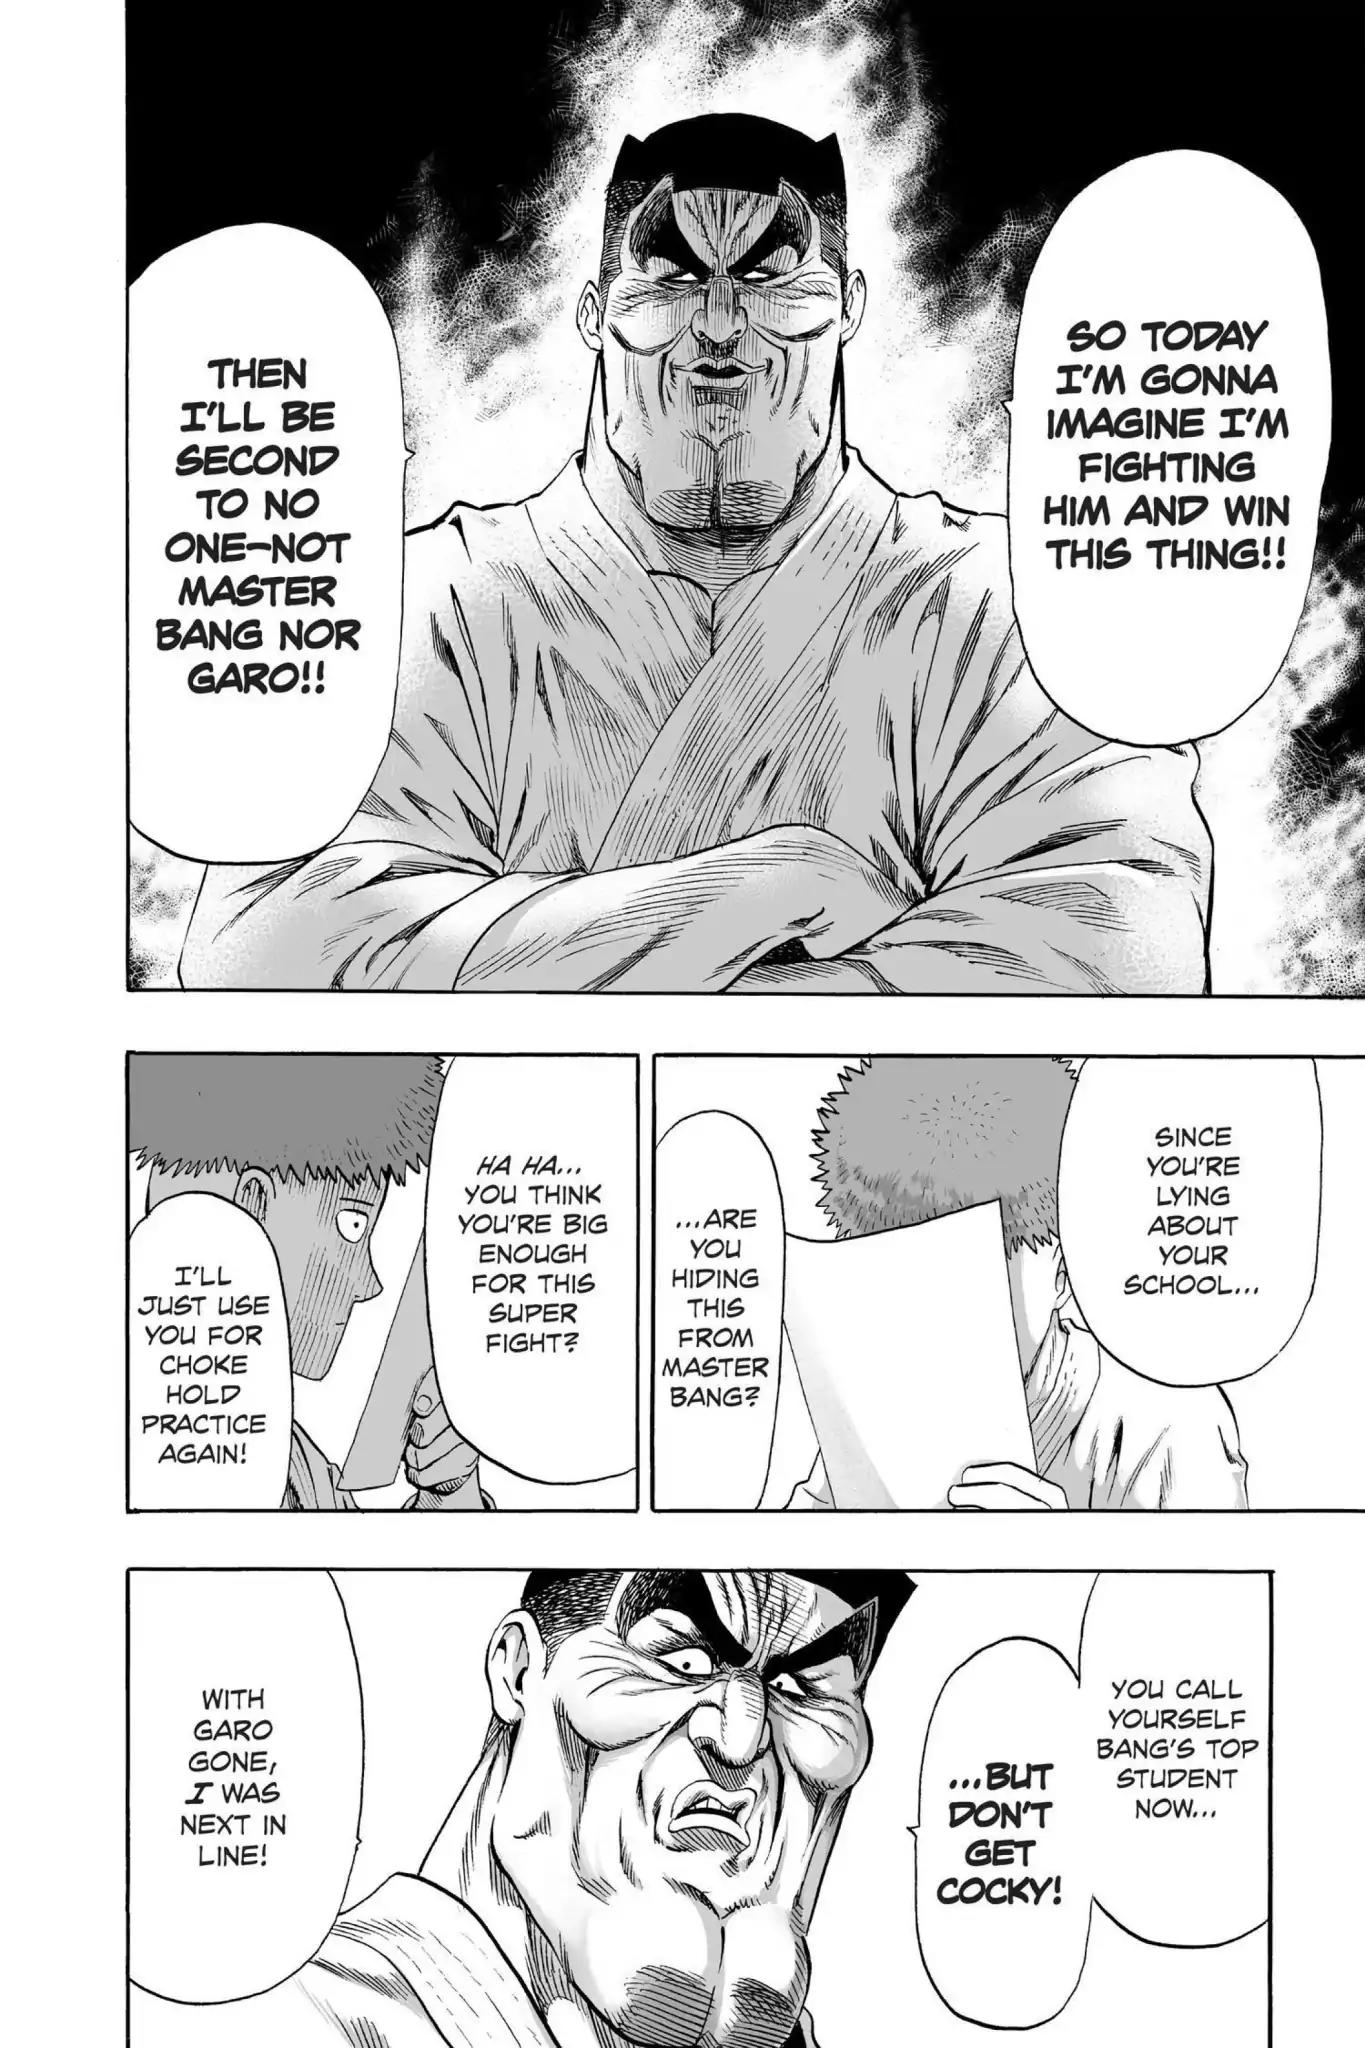 SO TODAY
I'M GONNA
IMAGINE I'M
FIGHTING
HIM AND WIN
THIS THING!!
THEN
I'LL BE
SECOND
TO NO
ONE—NOT
MASTER
BANG NOR
GARO!!
SINCE
YOU'RE
LYING
ABOUT
YOUR
SCHOOL...
...ARE
YOU
HIDING
THIS
FROM
MASTER
BANG?
HA HA...
YOU THINK
YOU'RE BIG
ENOUGH
FOR THIS
SUPER
FIGHT?
I'LL
JUST USE
YOU FOR
CHOKE
HOLD
PRACTICE
AGAIN!
YOU CALL
YOURSELF
BANG'S TOP
STUDENT
NOW...
...BUT
DON'T
GET
COCKY!
WITH
GARO
GONE,
I WAS
NEXT IN
LINE!